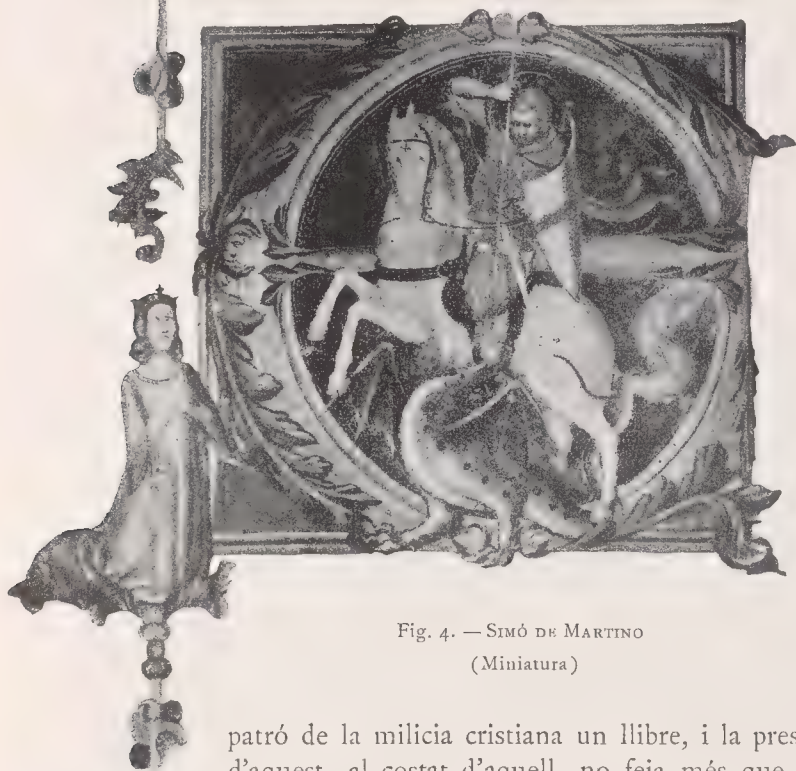 Fig. 4. — SIMÓ DE MARTINO
(Miniatura)
patró de la milicia cristiana un llibre, i la pres
d'aquest, al costat d'aquell, no feia més que